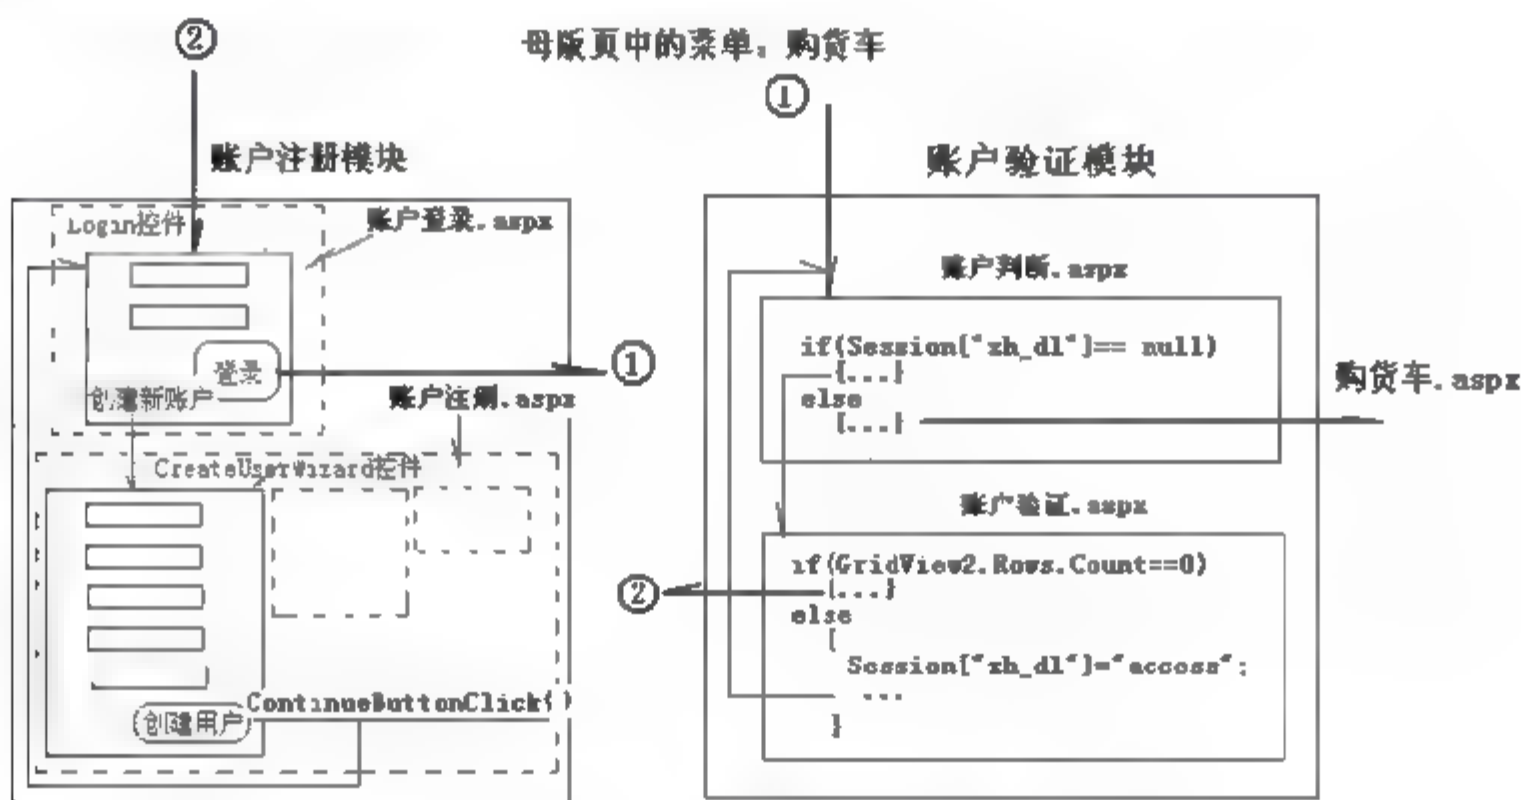 ②
母版页中的菜单：购货车
①
账户注册模块
账户验证模块
Login控件
账户登录.aspx
登录
①
创建新账户
账户注册.aspx
CreateUserWizard控件
创建用户
ContinueButtonClick()
账户判断.aspx
if(Session["zh_dl"]== null)
{...}
else
{...}
购货车.aspx
账户验证.aspx
if(GridView2.Rows.Count==0)
②
{...}
else
{
Session["zh_dl"]="access";
...
}